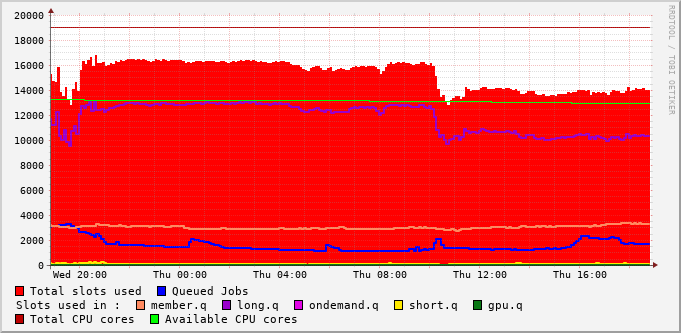 20000
18000
16000
14000
12000
10000
8000
6000
4000
2000
0
Wed 20:00 Thu 00:00 Thu 04:00 Thu 08:00 Thu 12:00 Thu 16:00
RRDTOOL / TOBI OETIKER
Total slots used Queued Jobs
Slots used in : member.q long.q ondemand.q short.q gpu.q
Total CPU cores Available CPU cores